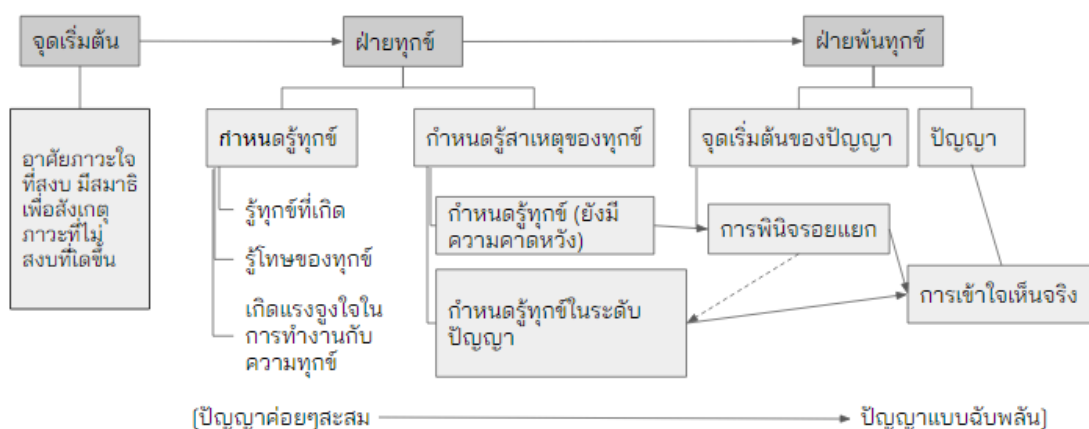 จุดเริ่มต้น
ฝ่ายทุกข์
ฝ่ายพ้นทุกข์
กำหนดรู้ทุกข์
กำหนดรู้สาเหตุของทุกข์
จุดเริ่มต้นของปัญญา
ปัญญา
อาศัยภาวะใจ
ที่สงบ มีสมาธิ
เพื่อสังเกตุ
ภาวะที่ไม่
สงบที่ใดขึ้น
รู้ทุกข์ที่เกิด
รู้โทษของทุกข์
เกิดแรงจูงใจใน
การทำงานกับ
ความทุกข์
กำหนดรู้ทุกข์ (ยังมี
ความคาดหวัง)
กำหนดรู้ทุกข์ในระดับ
ปัญญา
การพินิจรอยแยก
การเข้าใจเห็นจริง
(ปัญญาค่อยๆสะสม
ปัญญาแบบฉับพลัน)